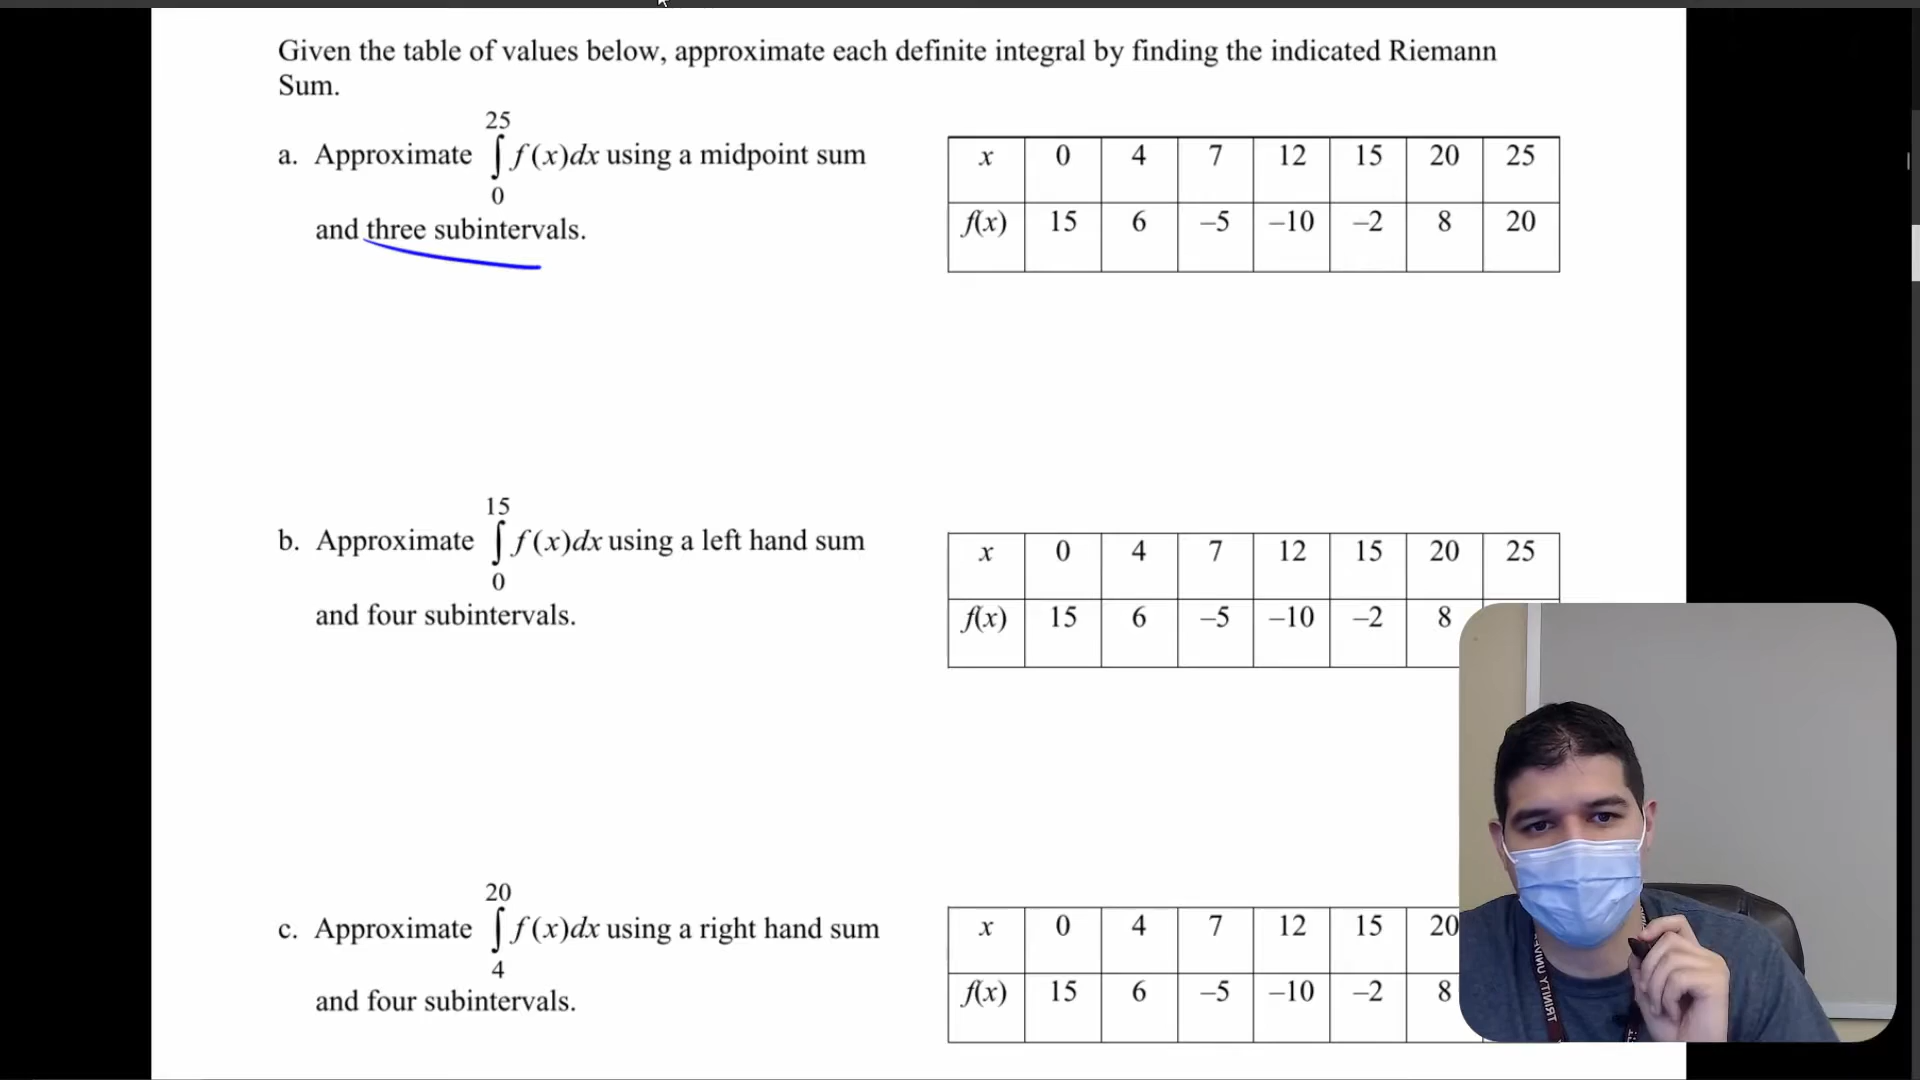 Given the table of values below, approximate each definite integral by finding the indicated Riemann
Sum.
25
a. Approximate ∫ f(x)dx using a midpoint sum
0
and three subintervals.
x 0 4 7 12 15 20 25
f(x) 15 6 –5 –10 –2 8 20
15
b. Approximate ∫ f(x)dx using a left hand sum
0
and four subintervals.
x 0 4 7 12 15 20 25
f(x) 15 6 –5 –10 –2 8
20
c. Approximate ∫ f(x)dx using a right hand sum
4
and four subintervals.
x 0 4 7 12 15 20
f(x) 15 6 –5 –10 –2 8
TRINITY UNIVER